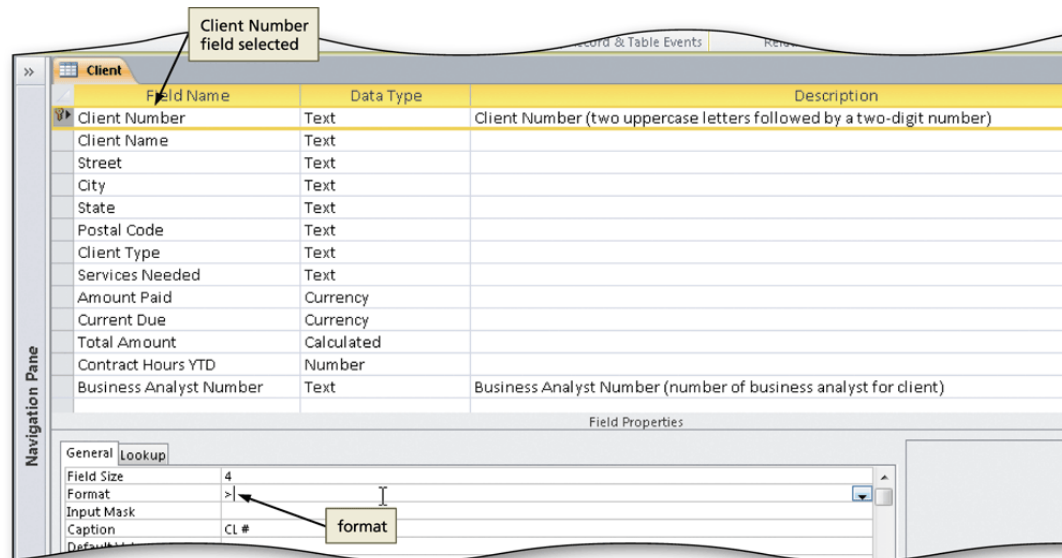 Client Number
field selected
Record & Table Events
»
Client
Field Name Data Type Description
Client Number Text Client Number (two uppercase letters followed by a two-digit number)
Client Name Text
Street Text
City Text
State Text
Postal Code Text
Client Type Text
Services Needed Text
Amount Paid Currency
Current Due Currency
Total Amount Calculated
Contract Hours YTD Number
Business Analyst Number Text Business Analyst Number (number of business analyst for client)
Navigation Pane
Field Properties
General Lookup
Field Size 4
Format >
Input Mask
Caption CL #
format